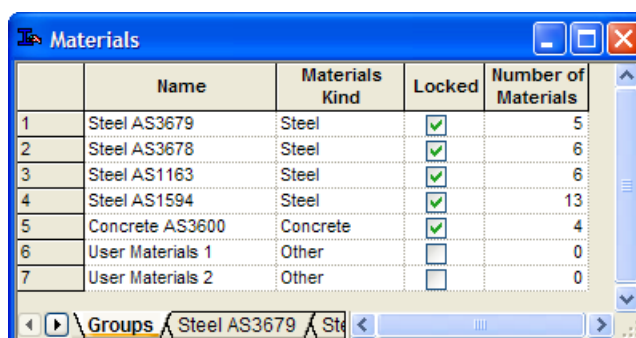 Materials
Name Materials Kind Locked Number of Materials
1 Steel AS3679 Steel 5
2 Steel AS3678 Steel 6
3 Steel AS1163 Steel 6
4 Steel AS1594 Steel 13
5 Concrete AS3600 Concrete 4
6 User Materials 1 Other 0
7 User Materials 2 Other 0
Groups Steel AS3679